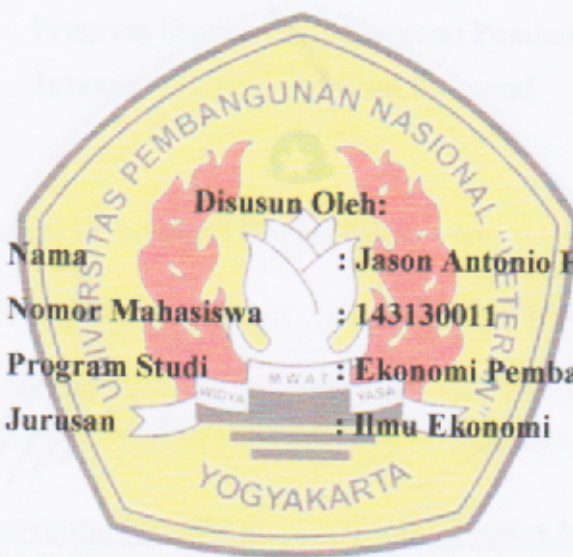 UNIVERSITAS PEMBANGUNAN NASIONAL "VETERAN"
Disusun Oleh:
Nama : Jason Antonio
Nomor Mahasiswa : 143130011
Program Studi : Ekonomi
Jurusan : Ilmu Ekonomi
WIDYA MWAT YASA
YOGYAKARTA